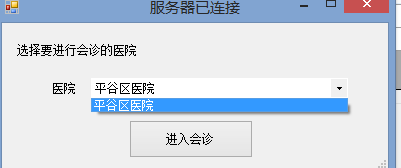 服务器已连接
选择要进行会诊的医院
医院 平谷区医院
平谷区医院
进入会诊